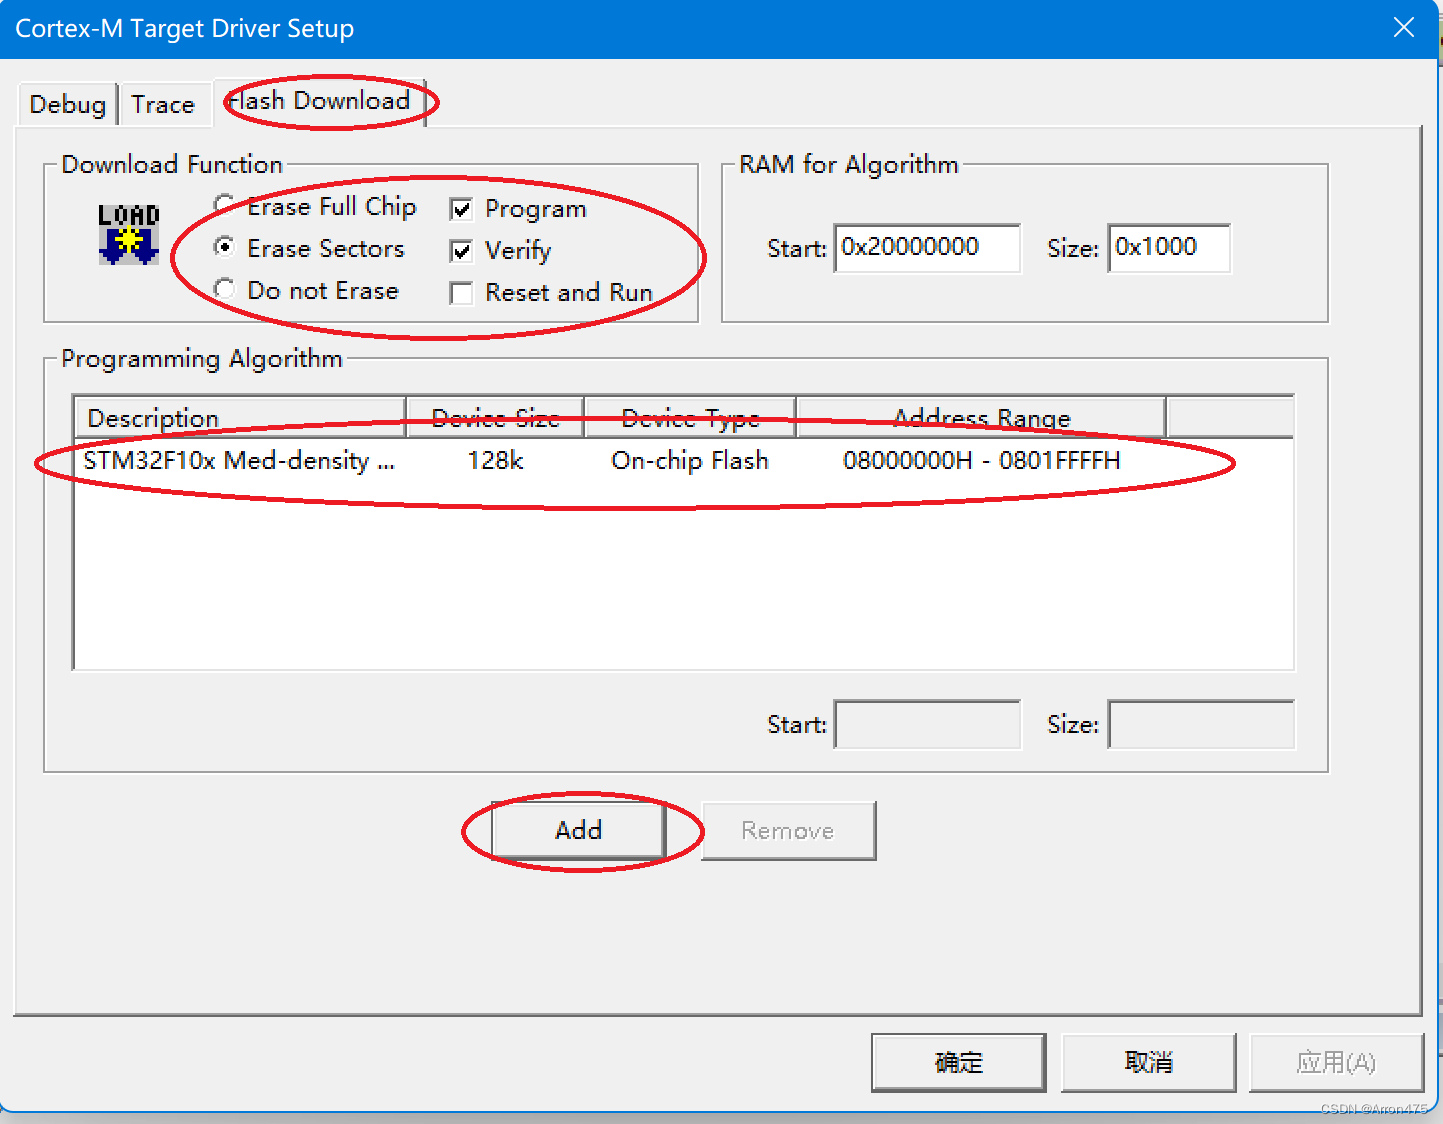 Cortex-M Target Driver Setup
Debug Trace Flash Download
Download Function
LOAD
Erase Full Chip Program
Erase Sectors Verify
Do not Erase Reset and Run
RAM for Algorithm
Start: 0x20000000 Size: 0x1000
Programming Algorithm
Description Device Size Device Type Address Range
STM32F10x Med-density ... 128k On-chip Flash 08000000H - 0801FFFFH
Start: Size:
Add Remove
确定 取消 应用(A)
CSDN @Arron475